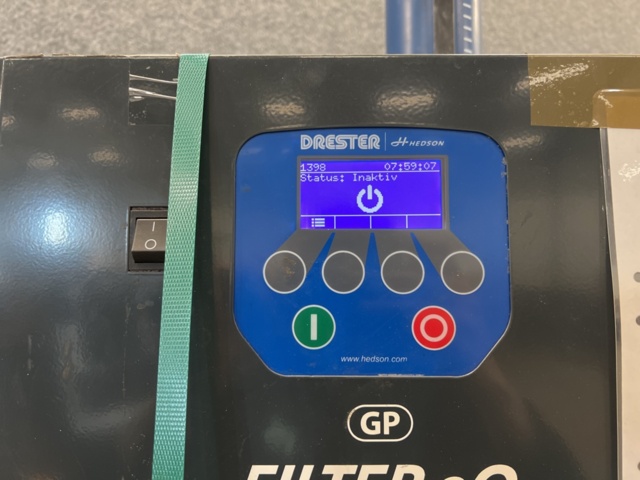 DRESTER HEDSON
1398 07:59:07
Status: Inaktiv
I
O
www.hedson.com
GP